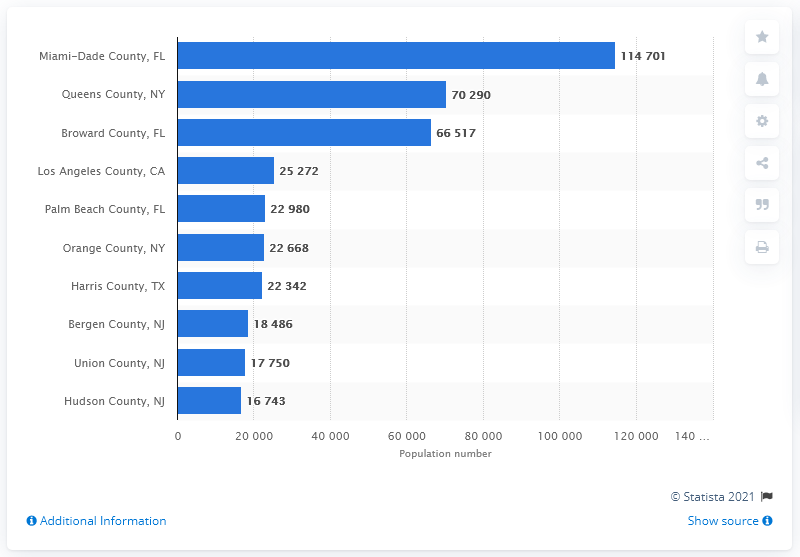 Miami-Dade County, FL 114 701
Queens County, NY 70 290
Broward County, FL 66 517
Los Angeles County, CA 25 272
Palm Beach County, FL 22 980
Orange County, NY 22 668
Harris County, TX 22 342
Bergen County, NJ 18 486
Union County, NJ 17 750
Hudson County, NJ 16 743
0 20 000 40 000 60 000 80 000 100 000 120 000 140 ...
Population number
© Statista 2021
Additional Information Show source